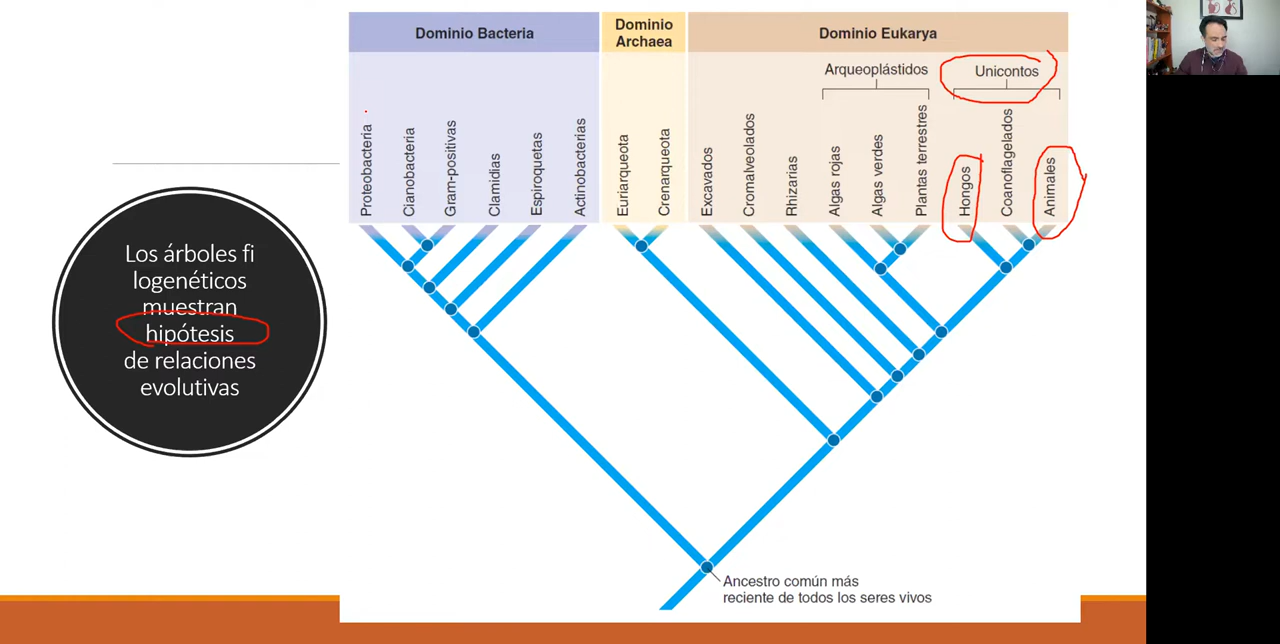 Dominio Bacteria
Dominio
Archaea
Dominio Eukarya
Arqueoplástidos
Unicontos
Proteobacteria
Cianobacteria
Gram-positivas
Clamidias
Espiroquetas
Actinobacterias
Euriarqueota
Crenarqueota
Excavados
Cromalveolados
Rhizarias
Algas rojas
Algas verdes
Plantas terrestres
Hongos
Coanoflagelados
Animales
Los árboles fi
logenéticos
muestran
hipótesis
de relaciones
evolutivas
Ancestro común más
reciente de todos los seres vivos